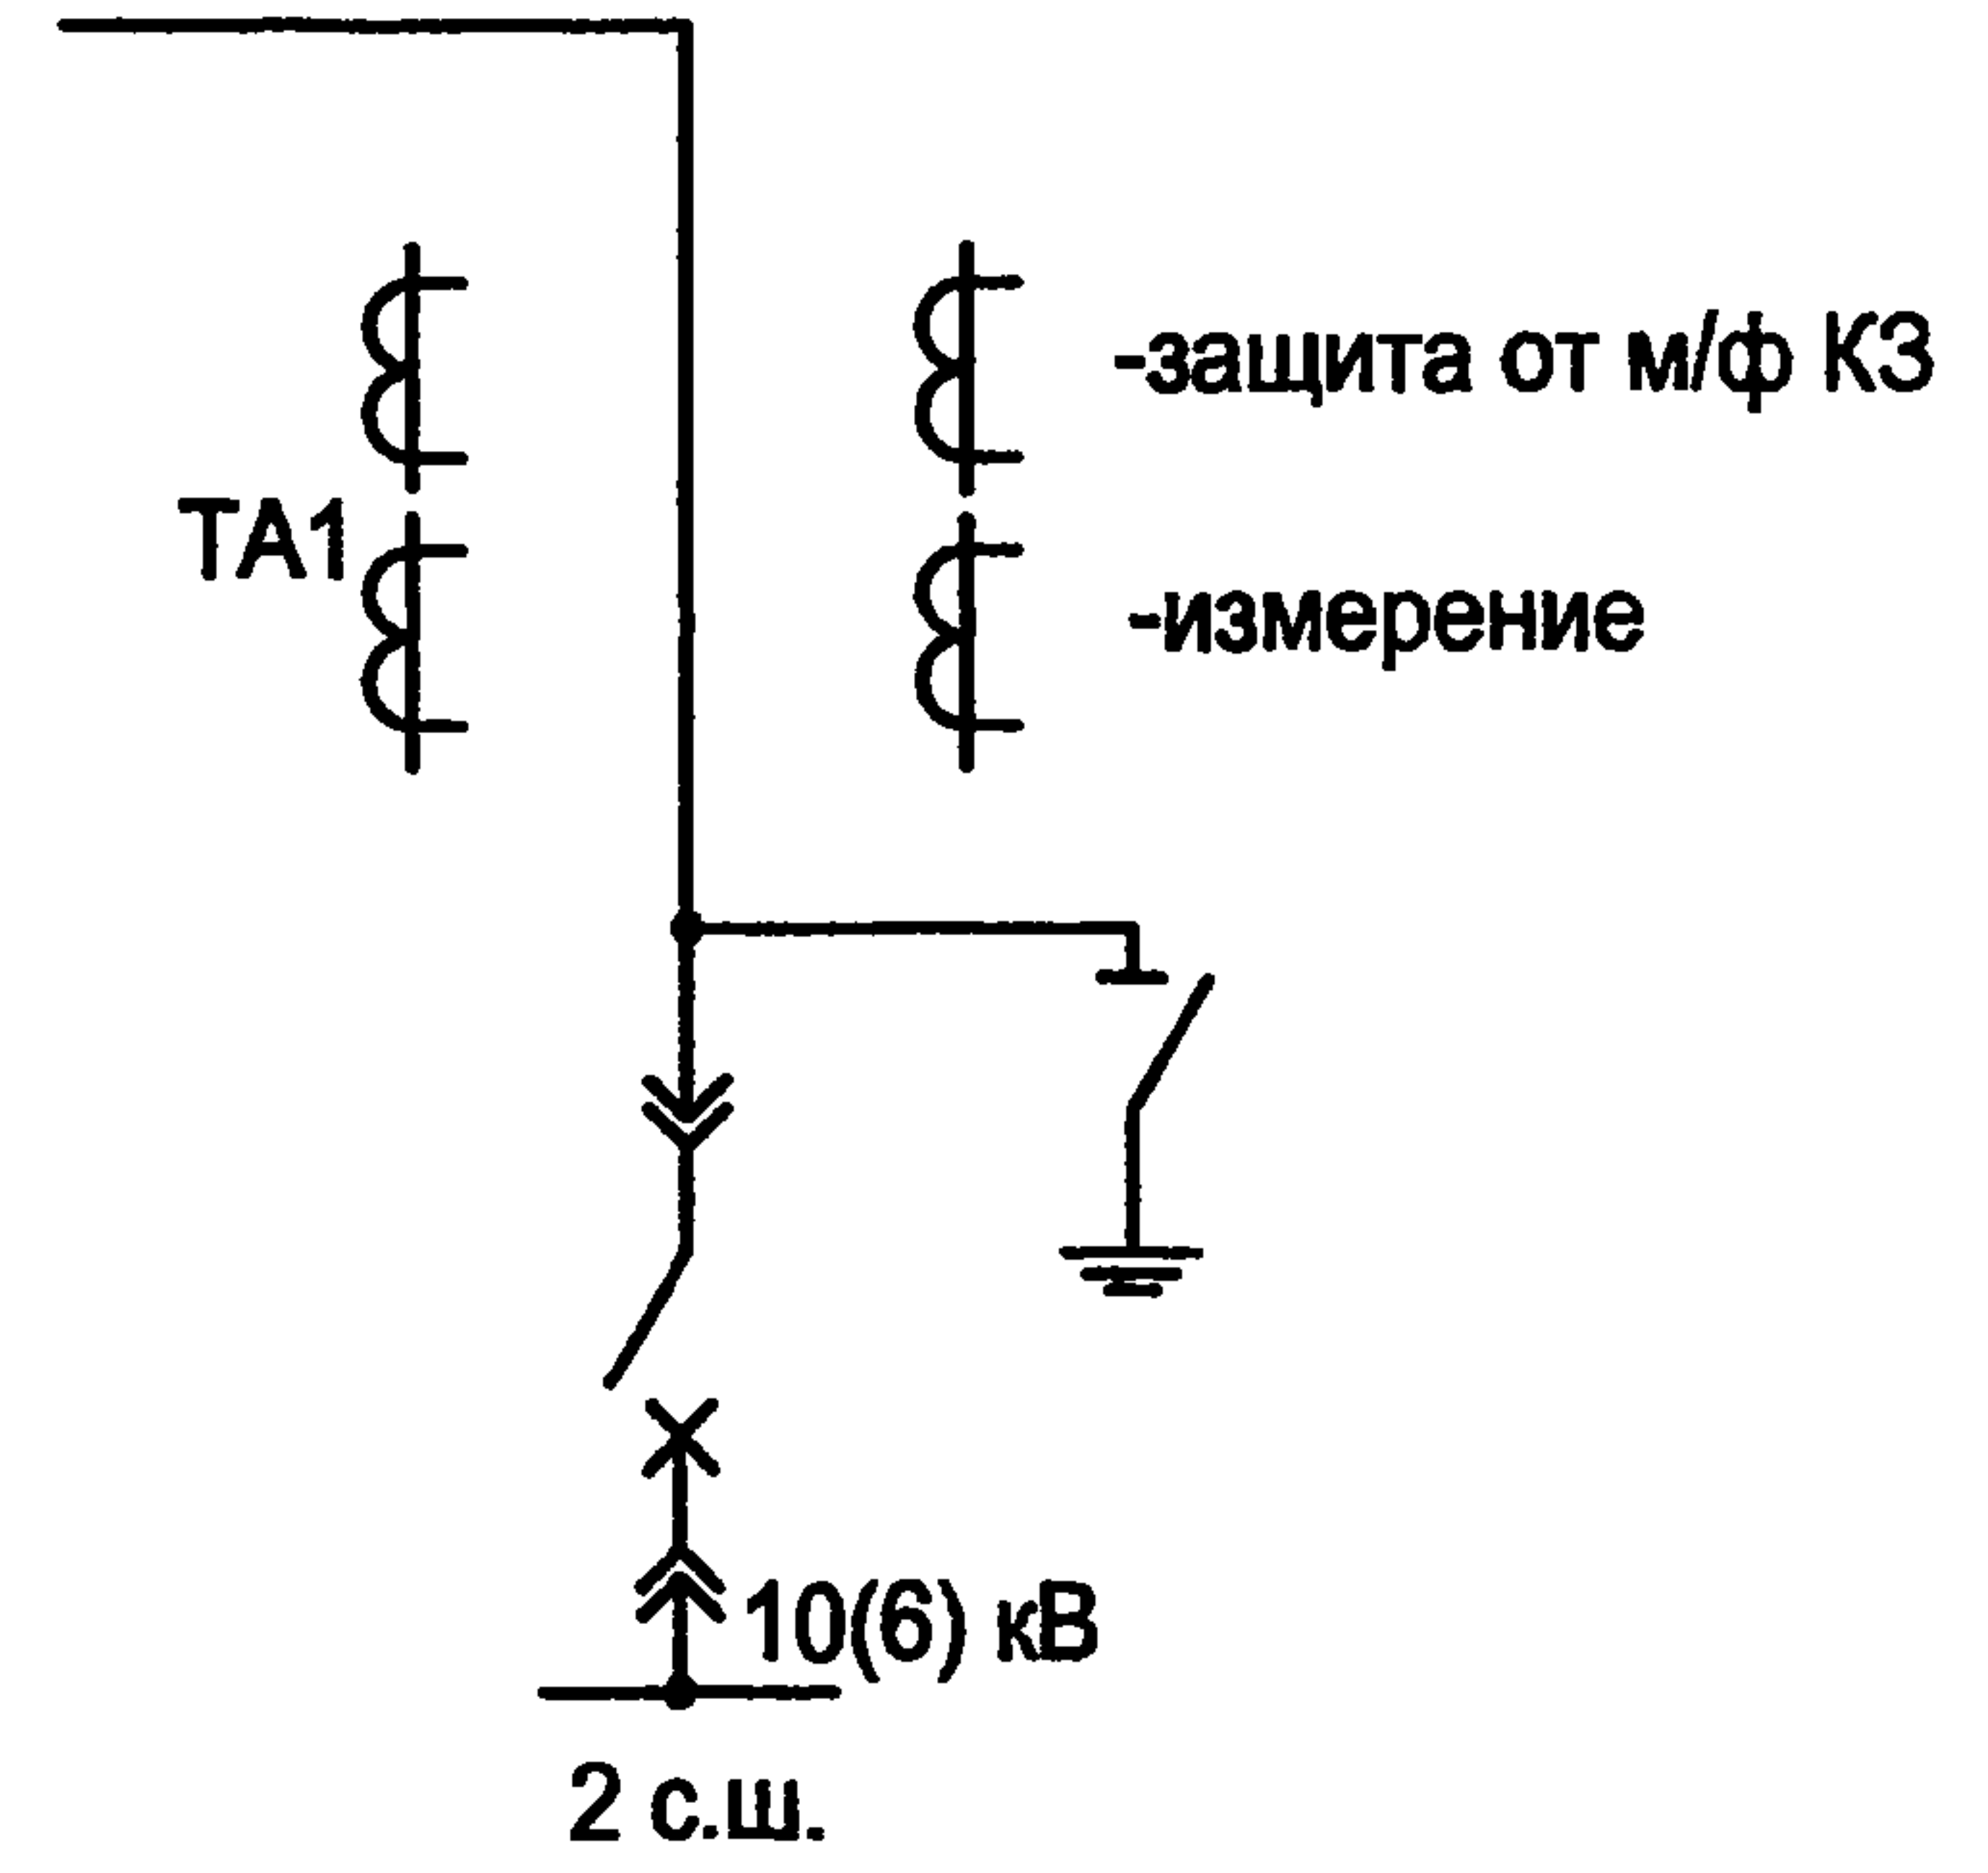 -защита от м/ф КЗ
ТА1
-измерение
10(6) кВ
2 с.ш.